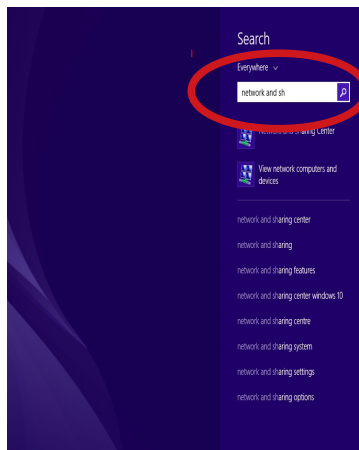 Search
Everywhere
network and sh
Network and Sharing Center
View network computers and
devices
network and sharing center
network and sharing
network and sharing features
network and sharing center windows 10
network and sharing centre
network and sharing system
network and sharing settings
network and sharing options